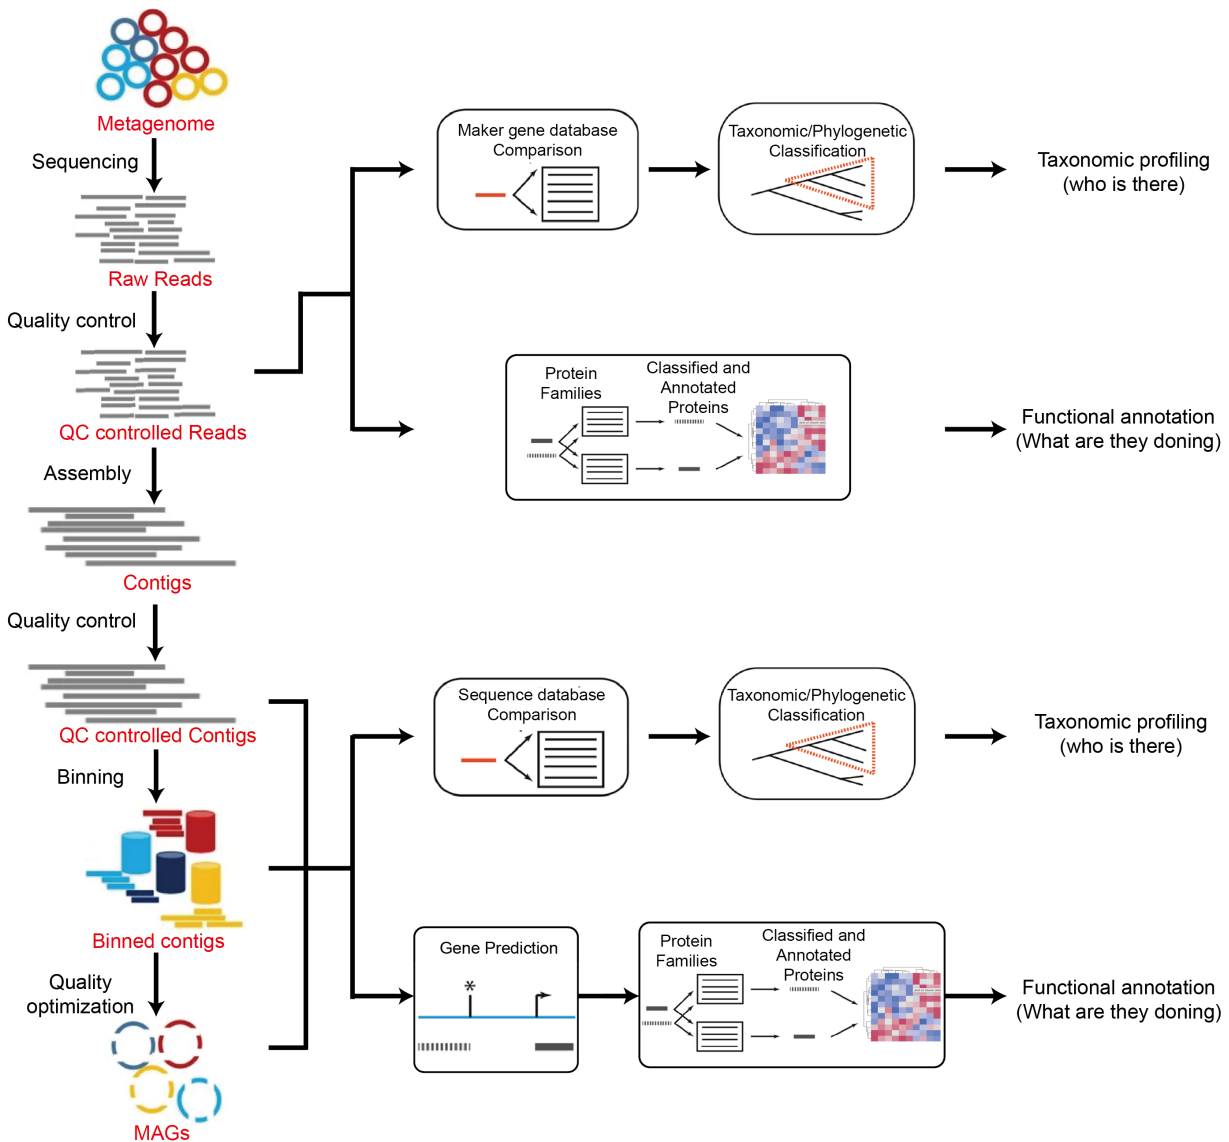 Metagenome
Sequencing
Raw Reads
Quality control
QC controlled Reads
Assembly
Contigs
Quality control
QC controlled Contigs
Binning
Binned contigs
Quality
optimization
MAGs
Maker gene database
Comparison
Taxonomic/Phylogenetic
Classification
Taxonomic profiling
(who is there)
Protein
Families
Classified and
Annotated
Proteins
Functional annotation
(What are they doning)
Sequence database
Comparison
Taxonomic/Phylogenetic
Classification
Taxonomic profiling
(who is there)
Gene Prediction
*
Protein
Families
Classified and
Annotated
Proteins
Functional annotation
(What are they doning)